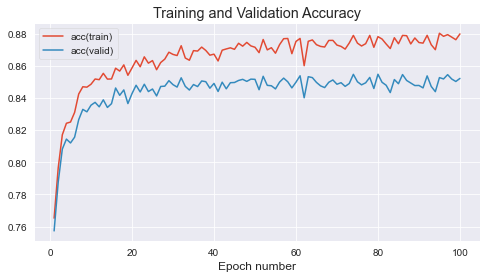 Training and Validation Accuracy
acc(train)
acc(valid)
0.88
0.86
0.84
0.82
0.80
0.78
0.76
0 20 40 60 80 100
Epoch number